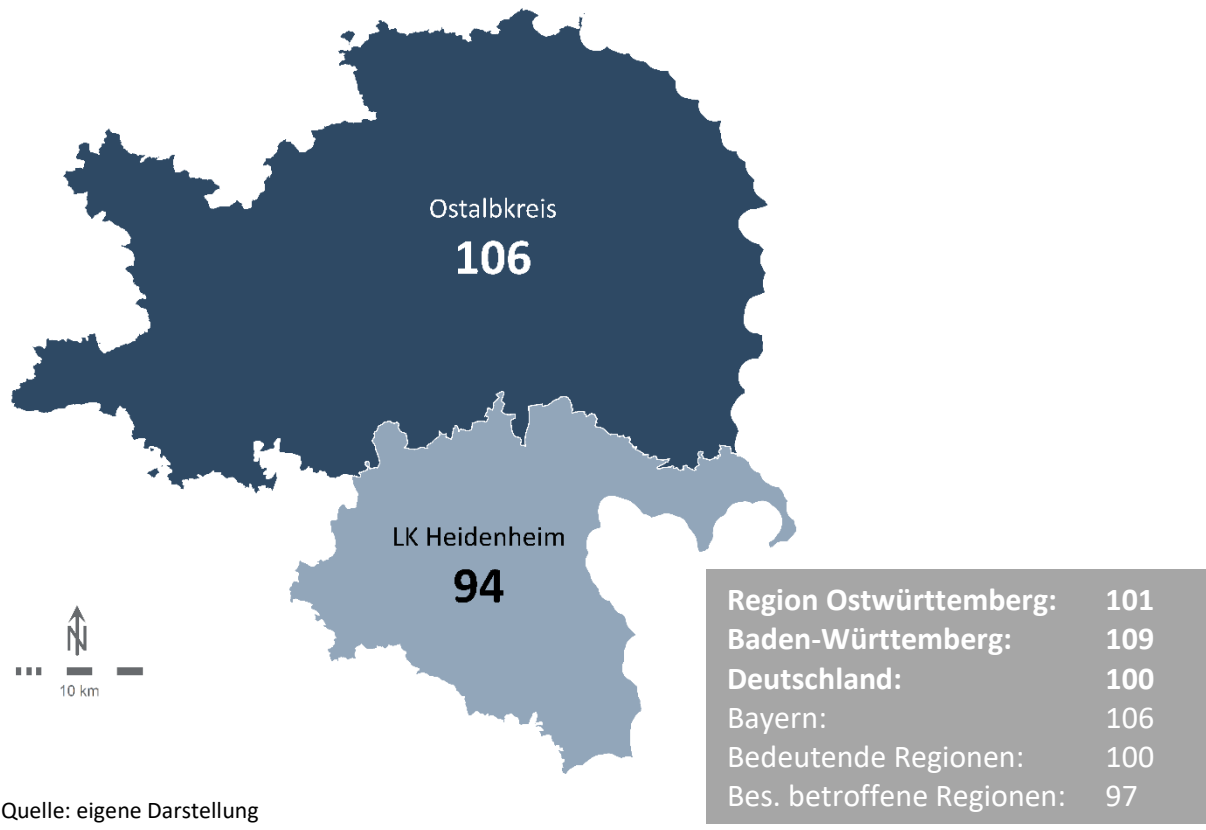 Ostalbkreis
106
LK Heidenheim
94
N
10 km
Region Ostwürttemberg: 101
Baden-Württemberg: 109
Deutschland: 100
Bayern: 106
Bedeutende Regionen: 100
Bes. betroffene Regionen: 97
Quelle: eigene Darstellung